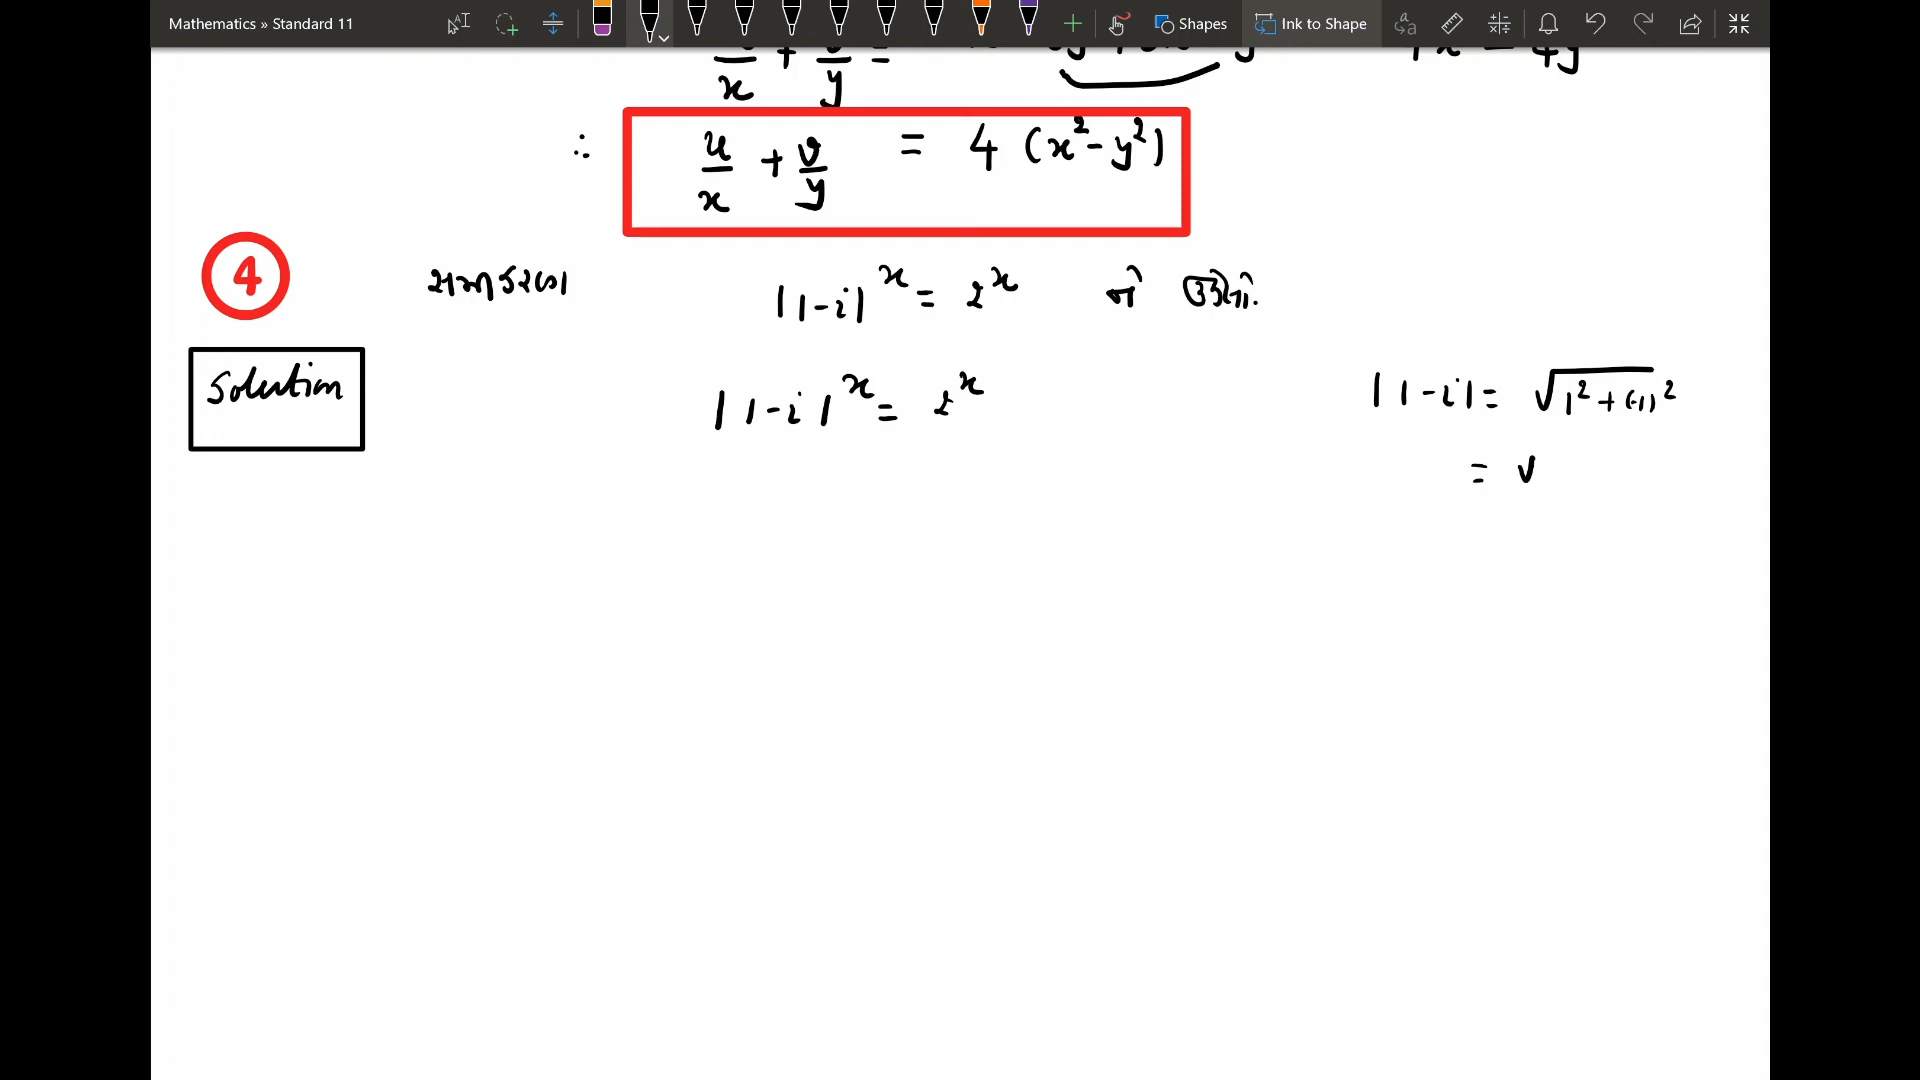 Mathematics » Standard 11
Shapes
Ink to Shape
x y
∴ u/x + v/y = 4 (x² - y²)
4 સમીકરણ |1-i|^x = 2^x નો ઉકેલ
Solution
|1-i|^x = 2^x
|1-i| = √1² + (-1)²
= √